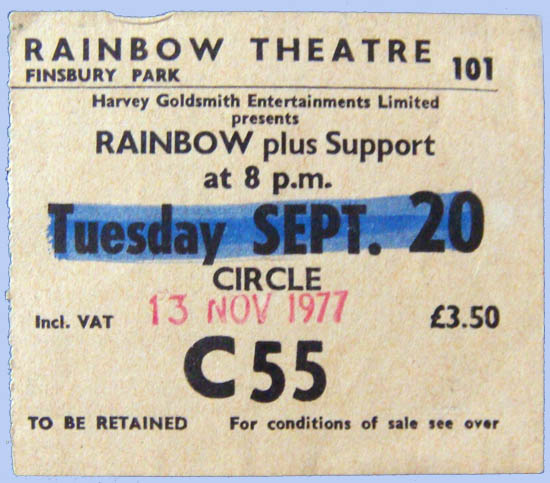 RAINBOW THEATRE
FINSBURY PARK 101
Harvey Goldsmith Entertainments Limited
presents
RAINBOW plus Support
at 8 p.m.
Tuesday SEPT. 20
CIRCLE
Incl. VAT 13 NOV 1977 £3.50
C 55
TO BE RETAINED For conditions of sale see over